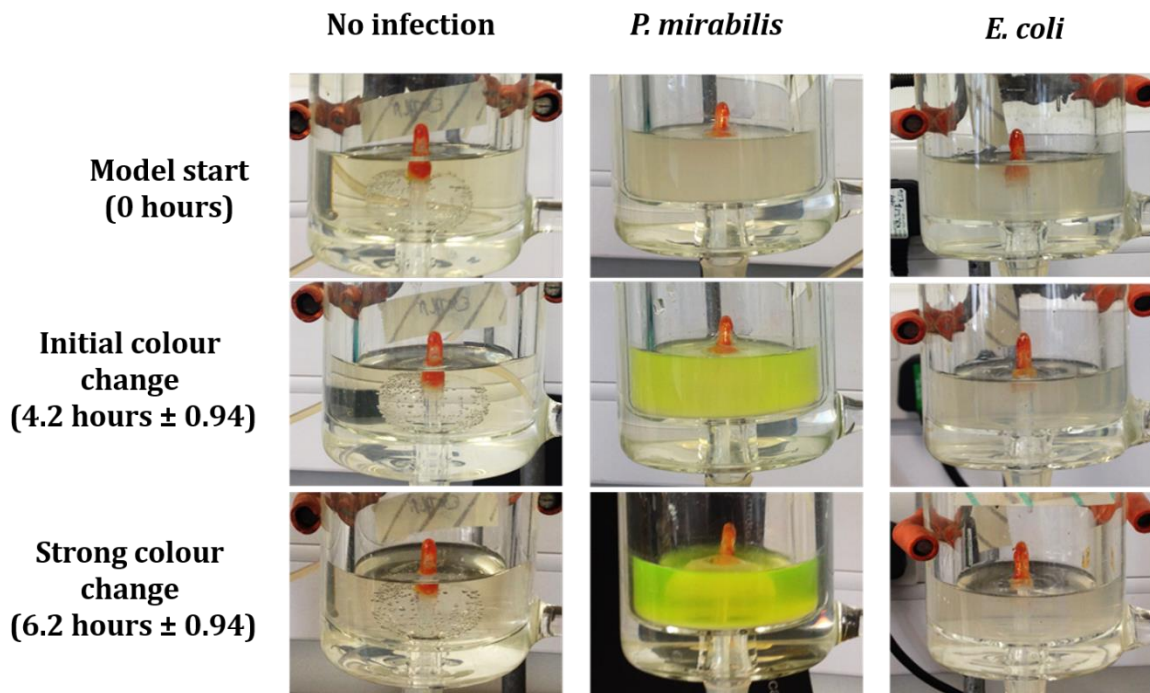 No infection
P. mirabilis
E. coli
Model start
(0 hours)
Initial colour
change
(4.2 hours ± 0.94)
Strong colour
change
(6.2 hours ± 0.94)